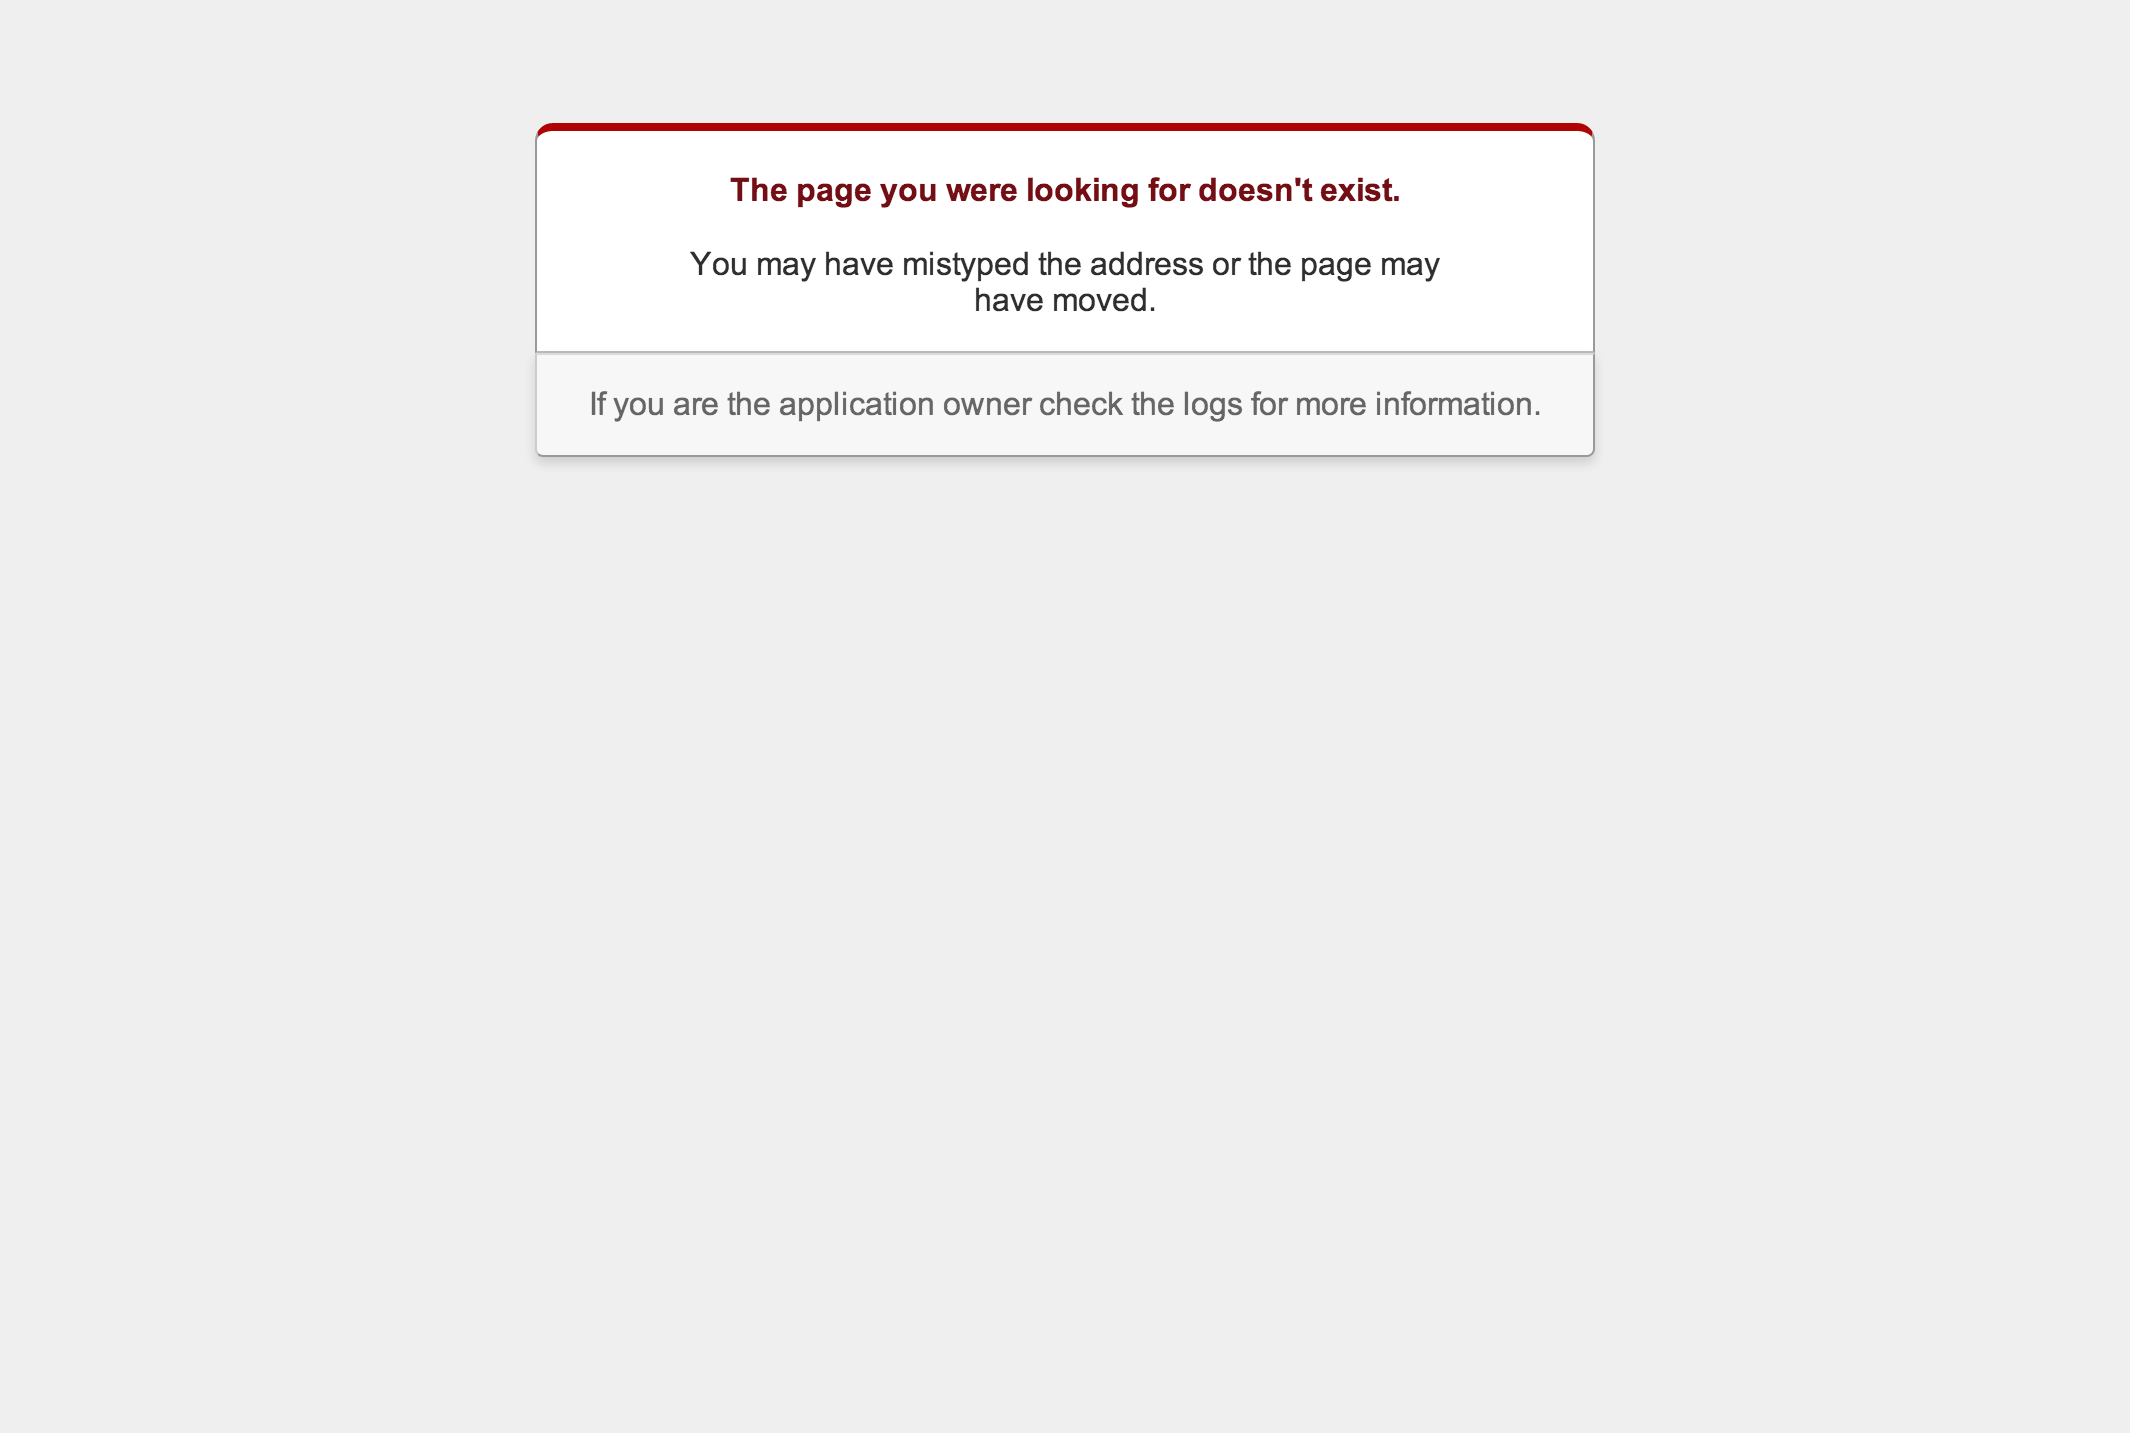 The page you were looking for doesn't exist.
You may have mistyped the address or the page may
have moved.
If you are the application owner check the logs for more information.